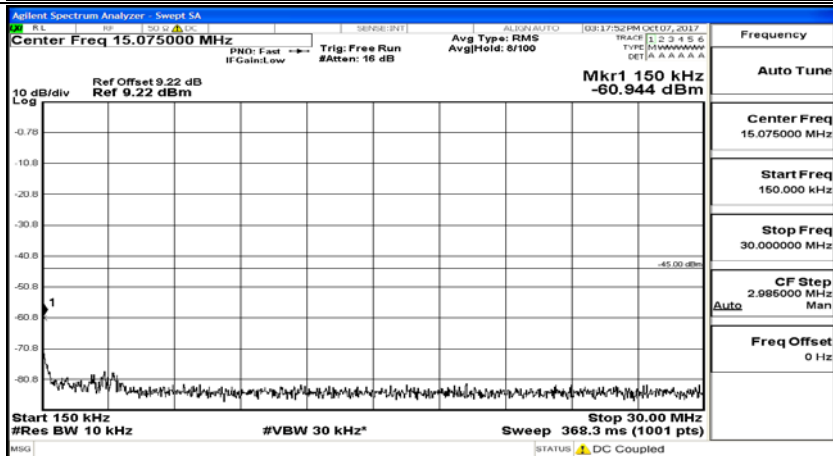 Agilent Spectrum Analyzer - Swept SA
RL RF 50 Ω DC SENSE:INT ALIGN AUTO 03:17:52 PM Oct 07, 2017
Center Freq 15.075000 MHz
PNO: Fast
IFGain:Low
Trig: Free Run
#Atten: 16 dB
Avg Type: RMS
Avg|Hold: 8/100
TRACE 1 2 3 4 5 6
TYPE M WWWWW
DET A A A A A A
Frequency
Auto Tune
Center Freq
15.075000 MHz
Start Freq
150.000 kHz
Stop Freq
30.000000 MHz
CF Step
2.985000 MHz
Auto Man
Freq Offset
0 Hz
Ref Offset 9.22 dB
10 dB/div Ref 9.22 dBm
Log
Mkr1 150 kHz
-60.944 dBm
-0.78
-10.8
-20.8
-30.8
-40.8
-45.00 dBm
-50.8
1
-60.8
-70.8
-80.8
Start 150 kHz Stop 30.00 MHz
#Res BW 10 kHz #VBW 30 kHz* Sweep 368.3 ms (1001 pts)
MSG STATUS DC Coupled